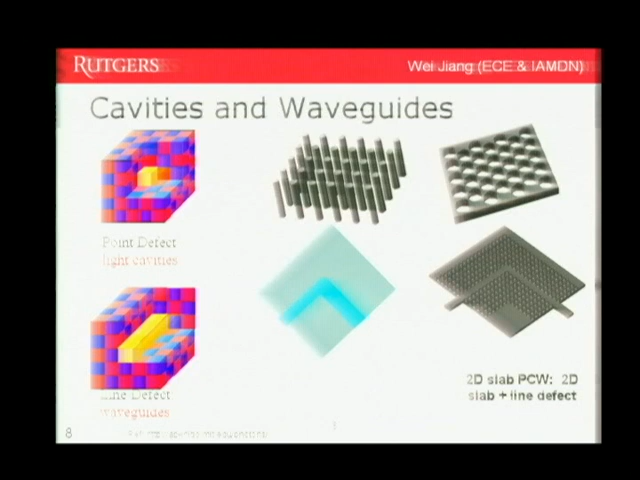 RUTGERS
Wei Jiang (ECE & IAMDN)
Cavities and Waveguides
Point Defect
light cavities
Line Defect
waveguides
2D slab PCW: 2D
slab + line defect
8